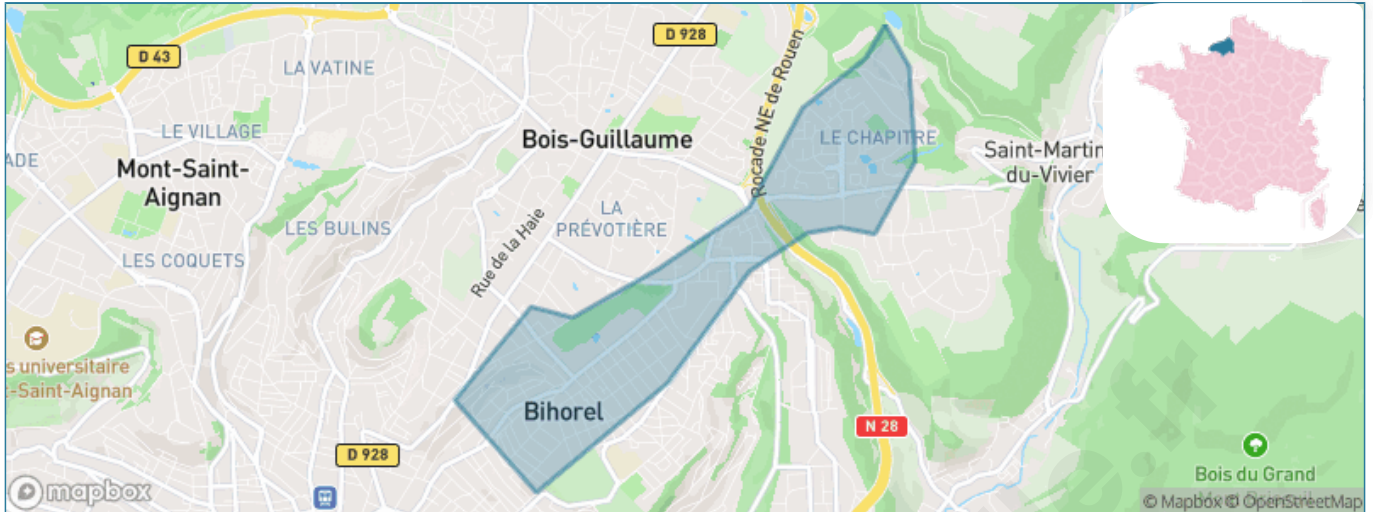 D 928
D 43
LA VATINE
Rocade NE de Rouen
LE VILLAGE
Bois-Guillaume
LE CHAPITRE
ADE
Mont-Saint-
Aignan
Saint-Martin
du-Vivier
LES BULINS
LA
PRÉVOTIÈRE
Rue de la Haie
LES COQUETS
s universitaire
t-Saint-Aignan
Bihorel
N 28
D 928
Bois du Grand
mapbox
© Mapbox © OpenStreetMap